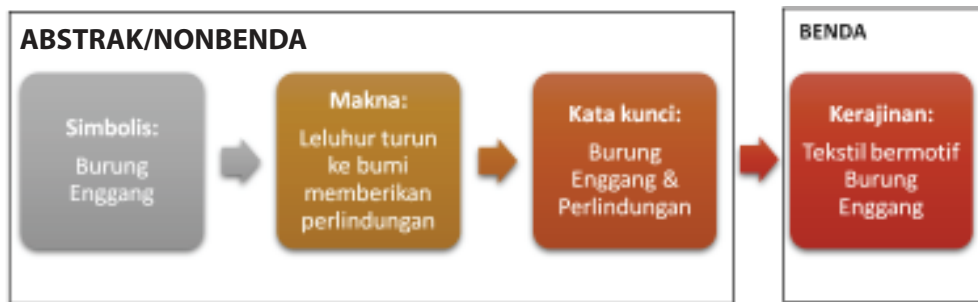 ABSTRAK/NONBENDA
Simbolis:
Burung
Enggang
Makna:
Leluhur turun
ke bumi
memberikan
perlindungan
Kata kunci:
Burung
Enggang &
Perlindungan
BENDA
Kerajinan:
Tekstil bermotif
Burung
Enggang